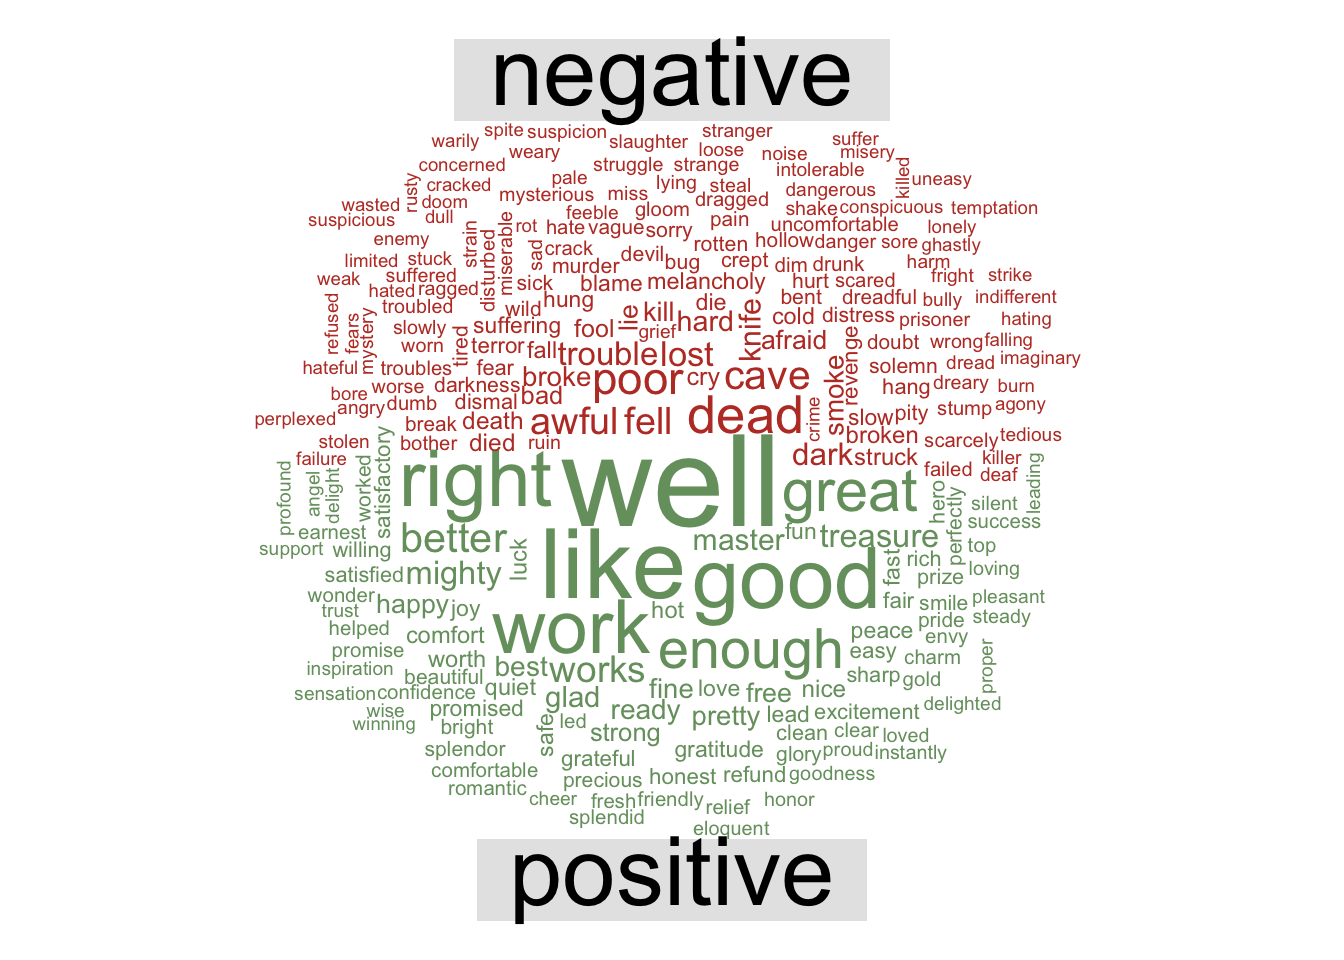 negative
spite suspicion stranger
warily slaughter suffer
weary loose noise misery
concerned struggle strange intolerable killed
rusty cracked pale lying steal dangerous uneasy
wasted doom mysterious miss dragged
suspicious dull feeble gloom pain shake conspicuous temptation
enemy strain rot hate vague sorry uncomfortable lonely
limited stuck disturbed miserable sad crack devil rotten hollow danger sore ghastly
weak suffered murder bug crept dim drunk harm
hated ragged sick blame melancholy hurt scared fright strike
refused fears mystery troubled wild hung lie kill die knife bent dreadful bully indifferent
slowly suffering fool grief hard cold distress prisoner hating
worn tired terror fall trouble lost afraid revenge doubt wrong falling
hateful troubles fear smoke solemn dread imaginary
bore worse darkness broke poor cry cave hang dreary burn
perplexed angry dumb dismal bad dead crime slow pity stump agony
break death awful fell
stolen bother died ruin broken scarcely tedious
failure dark struck failed killer
deaf
profound angel delight worked satisfactory right well great hero perfectly silent leading
earnest success
support willing better luck like master fun treasure top
satisfied mighty good fast rich prize loving
wonder happy joy hot fair smile pleasant
trust work pride steady
helped comfort enough peace envy
promise worth easy charm proper
inspiration best works sharp
beautiful gold
sensation confidence quiet glad fine love free nice delighted
wise promised ready pretty lead excitement
winning bright safe led strong clean clear loved
splendor gratitude glory proud instantly
comfortable grateful
romantic precious honest refund goodness
cheer fresh friendly relief honor
splendid
eloquent
positive